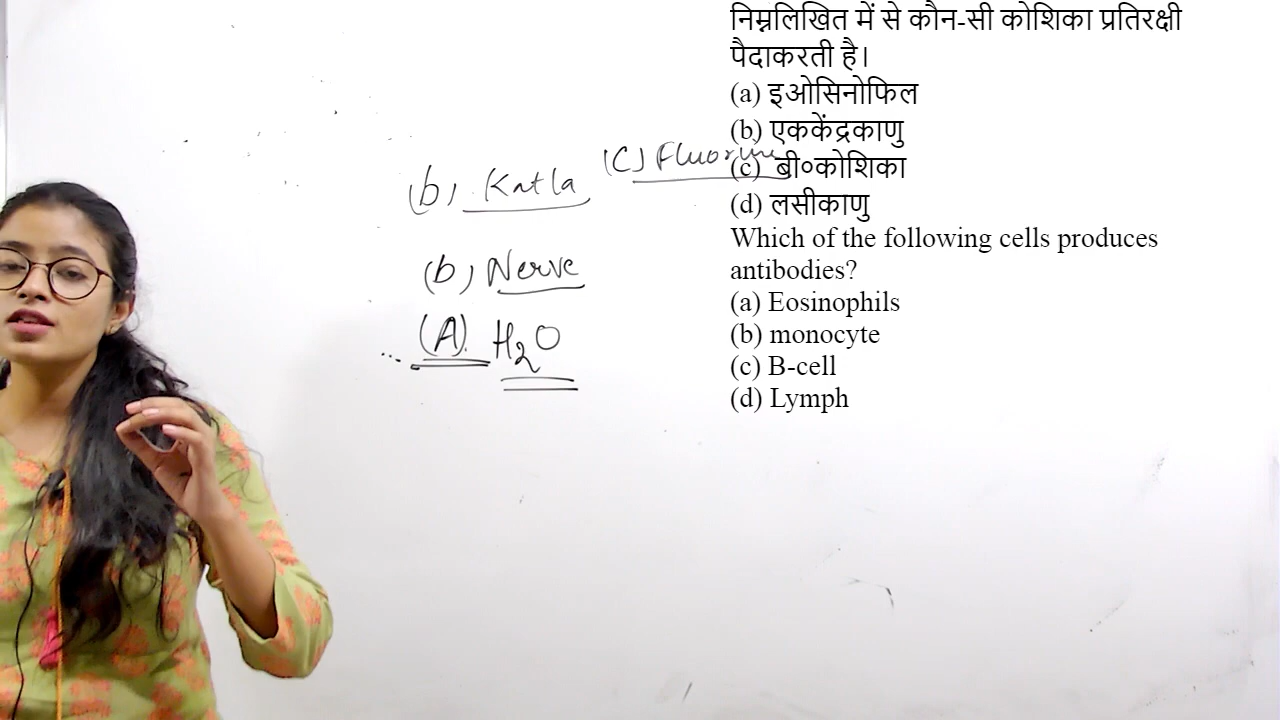 निम्नलिखित में से कौन-सी कोशिका प्रतिरक्षी
पैदाकरती है।
(a) इओसिनोफिल
(b) एककेंद्रकाणु
(c) बी०कोशिका
(d) लसीकाणु
Which of the following cells produces
antibodies?
(a) Eosinophils
(b) monocyte
(c) B-cell
(d) Lymph
(b) Katla
(C) Fluorine
(b) Nerve
(A). H₂O